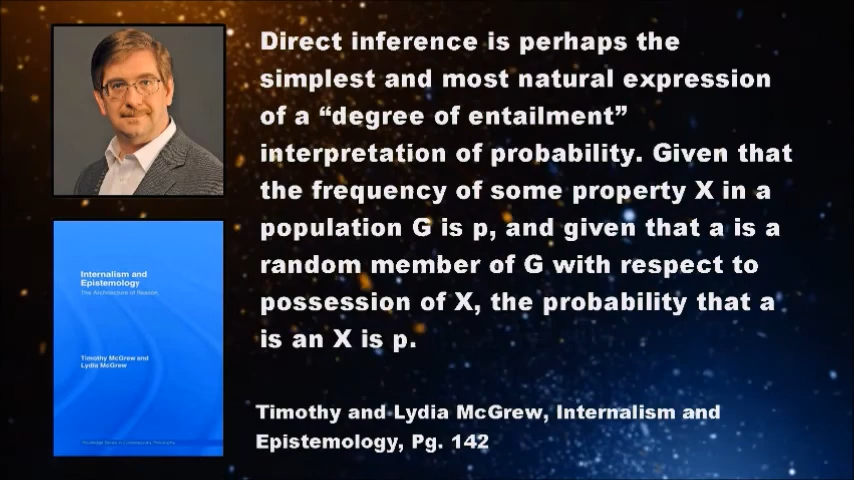 Direct inference is perhaps the
simplest and most natural expression
of a “degree of entailment”
interpretation of probability. Given that
the frequency of some property X in a
population G is p, and given that a is a
random member of G with respect to
possession of X, the probability that a
is an X is p.
Internalism and
Epistemology
The Architecture of Reason
Timothy McGrew and
Lydia McGrew
Timothy and Lydia McGrew, Internalism and
Epistemology, Pg. 142